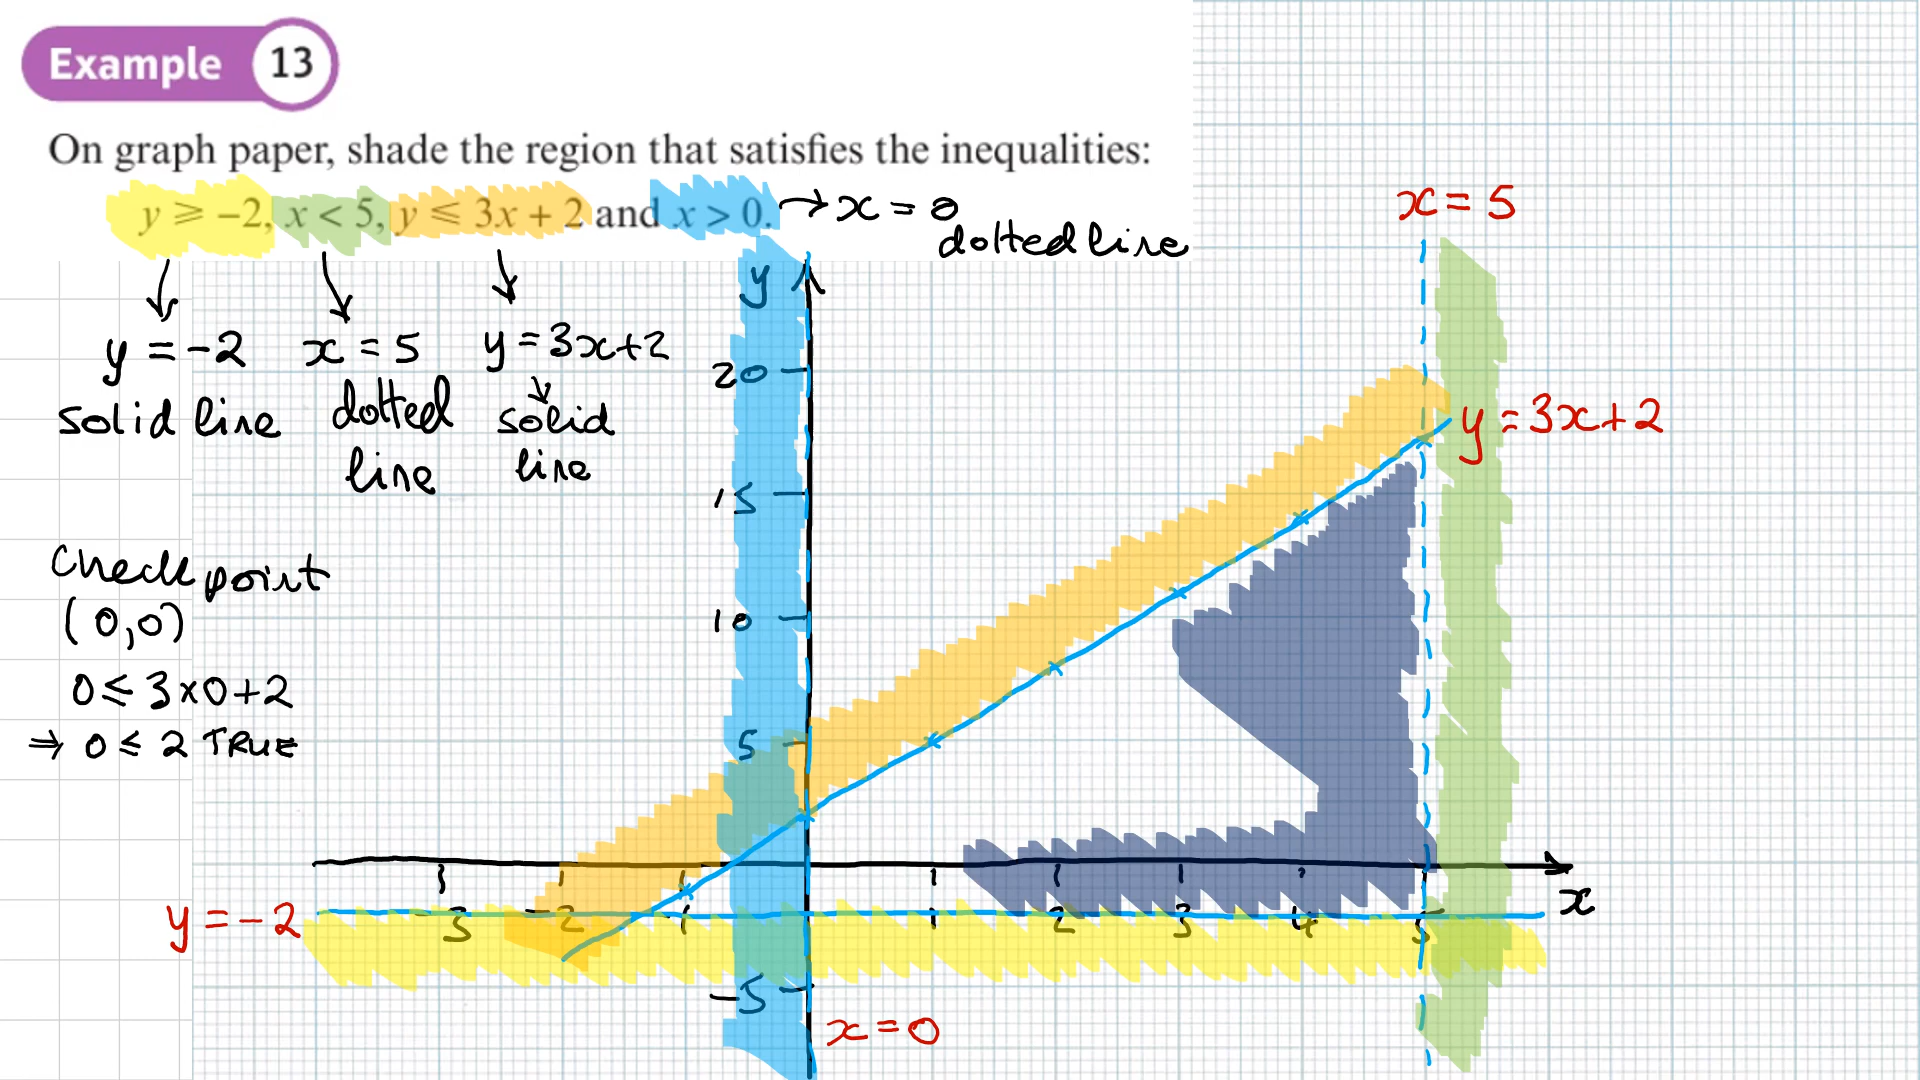 Example 13
On graph paper, shade the region that satisfies the inequalities:
y ⩾ −2, x < 5, y ⩽ 3x + 2 and x > 0. → x = 0
dotted line
y = -2 x = 5 y = 3x+2
solid line dotted line solid line
Check point
(0,0)
0 ≤ 3×0+2
⇒ 0 ≤ 2 TRUE
y
20
15
10
5
-5
-3 -2 -1 1 2 3 4 5
x
x = 5
y = 3x+2
y = -2
x = 0